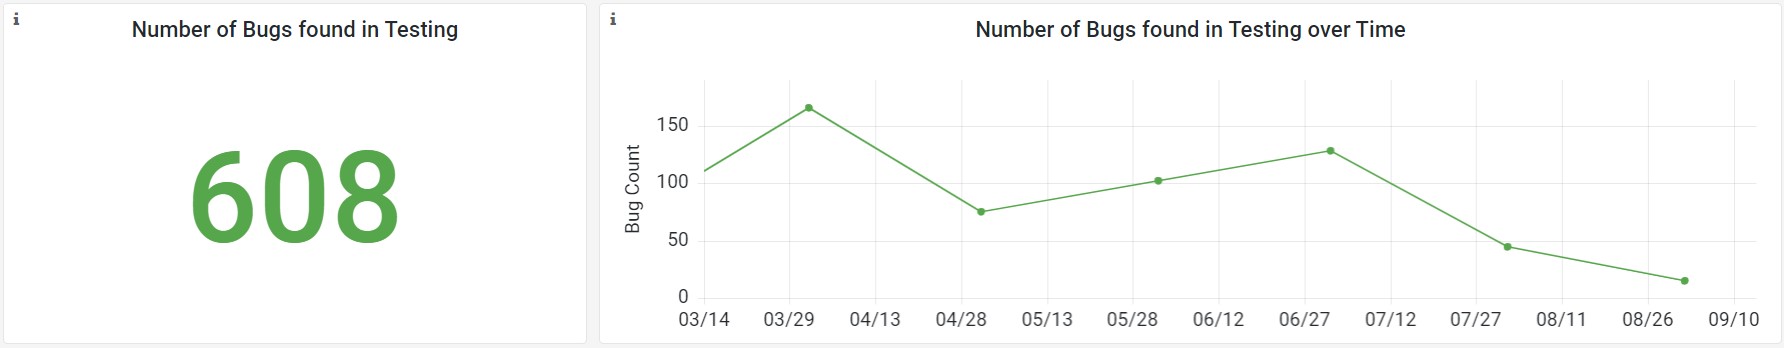 Number of Bugs found in Testing
608
Number of Bugs found in Testing over Time
Bug Count
150
100
50
0
03/14 03/29 04/13 04/28 05/13 05/28 06/12 06/27 07/12 07/27 08/11 08/26 09/10